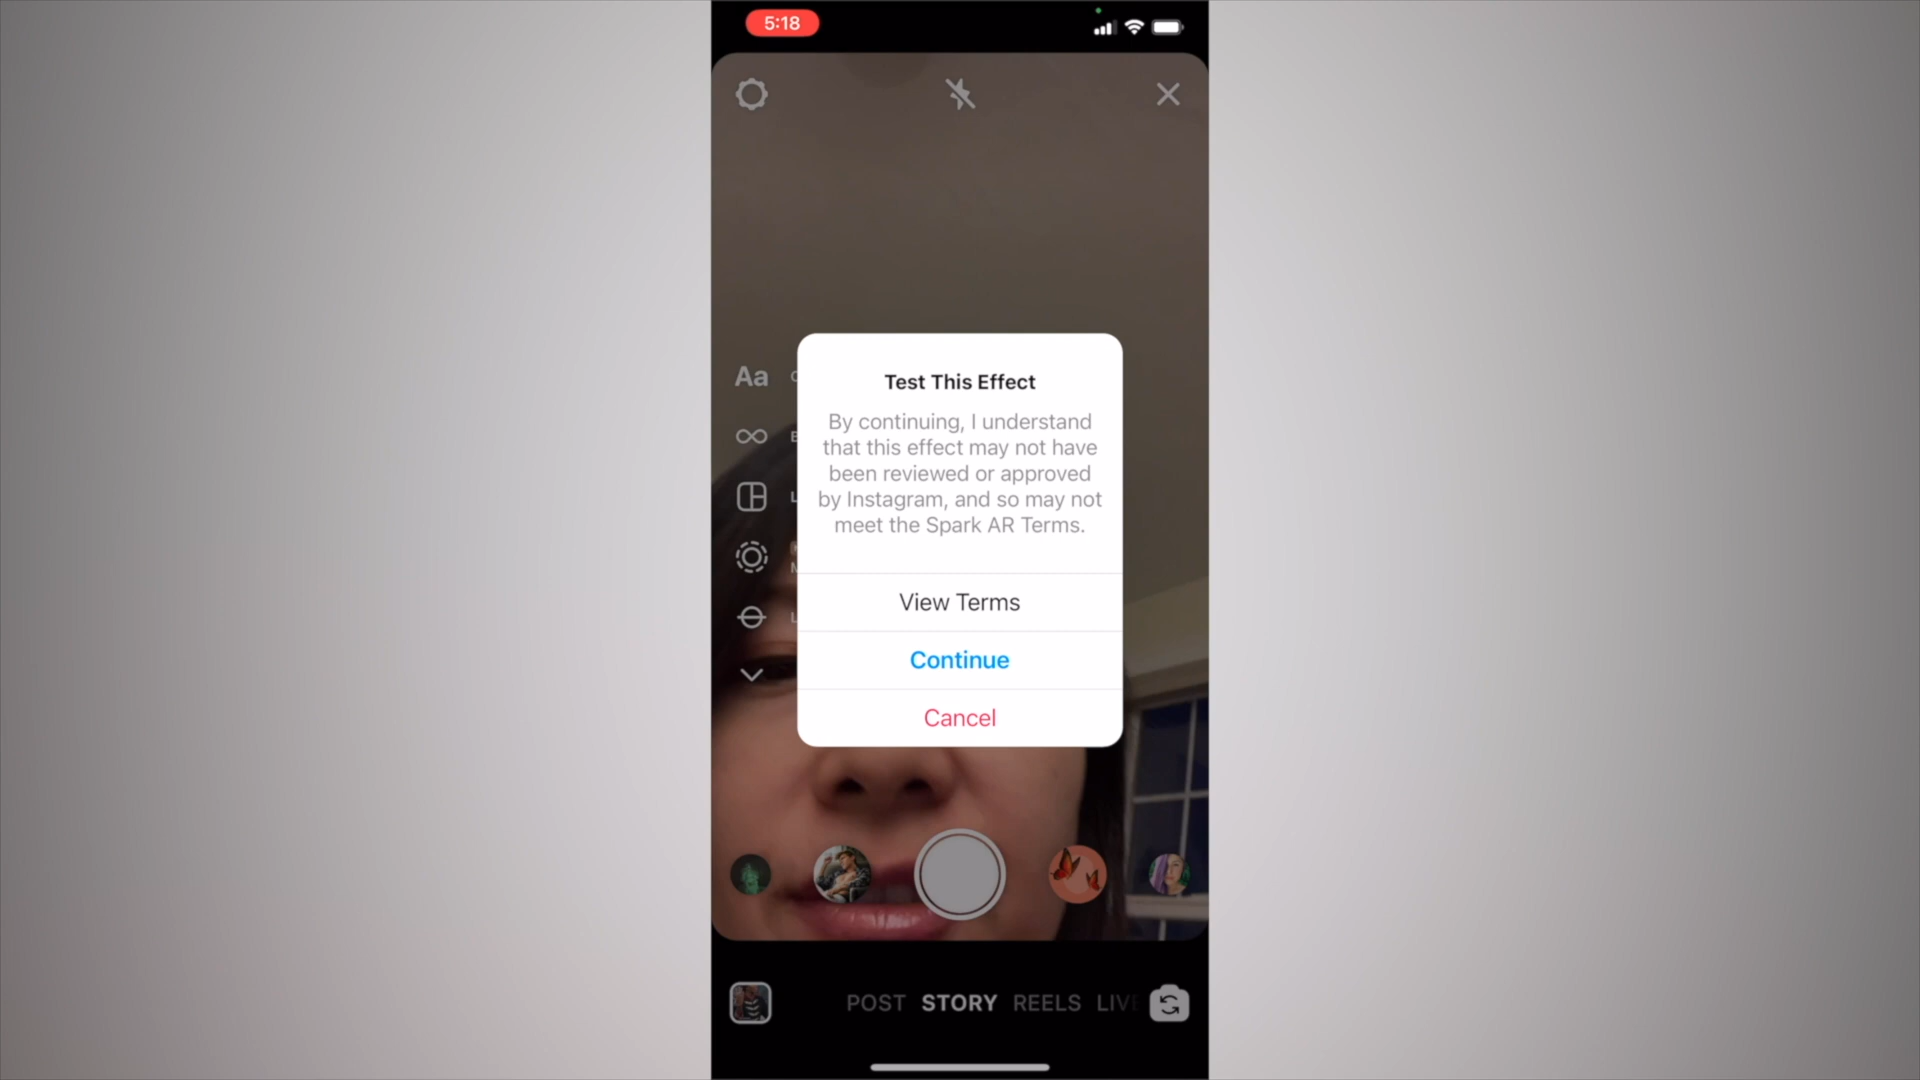 5:18
Aa
Test This Effect
By continuing, I understand
that this effect may not have
been reviewed or approved
by Instagram, and so may not
meet the Spark AR Terms.
View Terms
Continue
Cancel
POST STORY REELS LIV